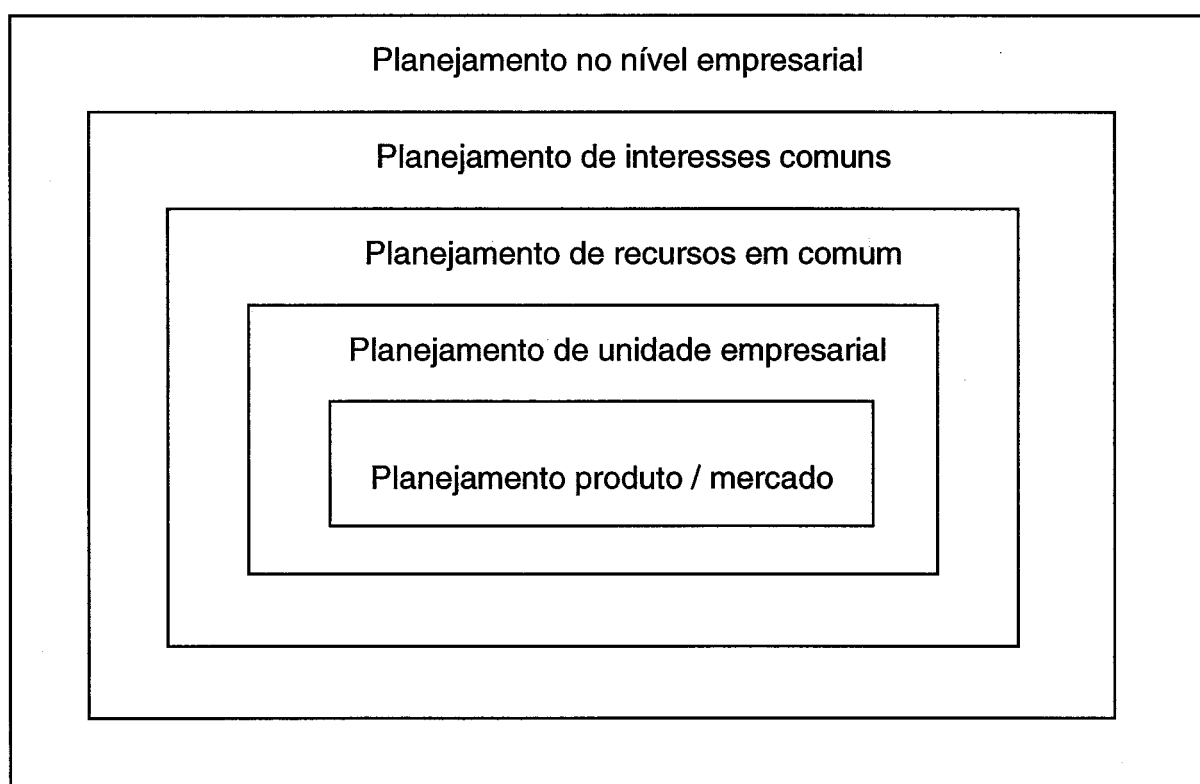 Planejamento no nível empresarial
Planejamento de interesses comuns
Planejamento de recursos em comum
Planejamento de unidade empresarial
Planejamento produto / mercado